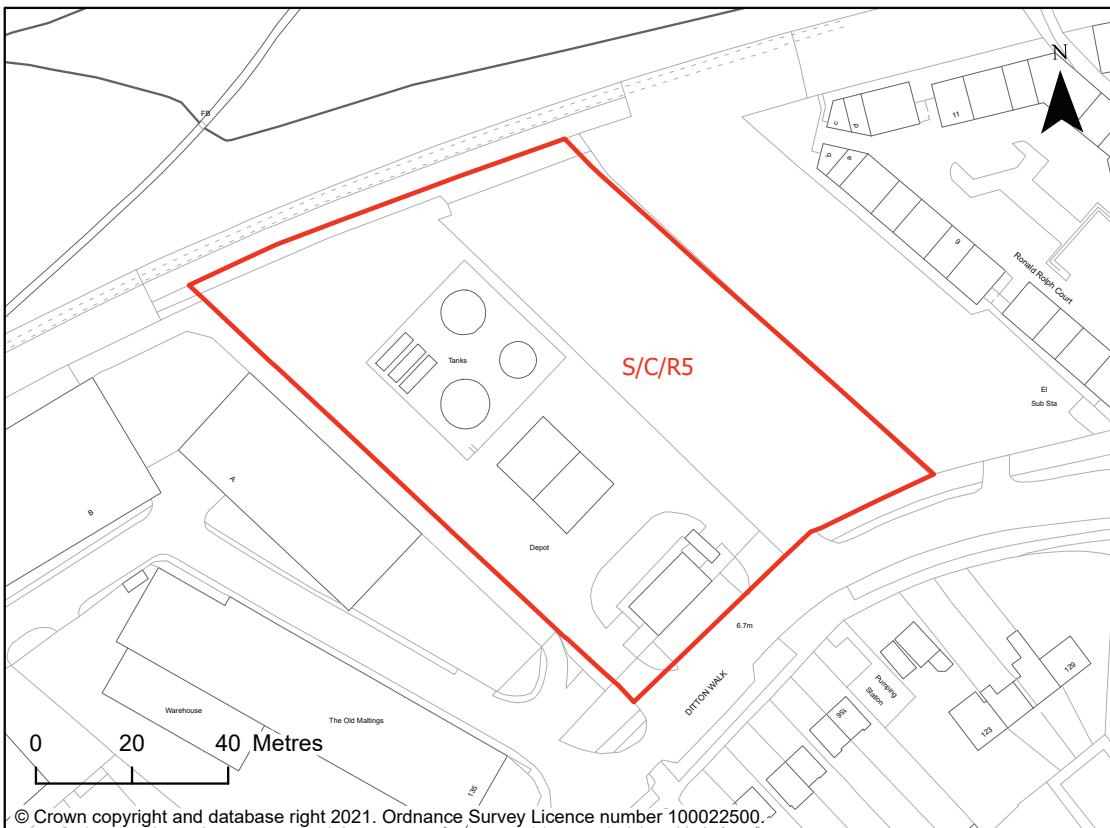 N
FB
c
d
11
b
e
9
Ronald Rolph Court
Tanks
S/C/R5
El
Sub Sta
A
B
Depot
6.7m
DITTON WALK
Pumping
Station
129
156
123
Warehouse
The Old Maltings
135
0 20 40 Metres
© Crown copyright and database right 2021. Ordnance Survey Licence number 100022500.